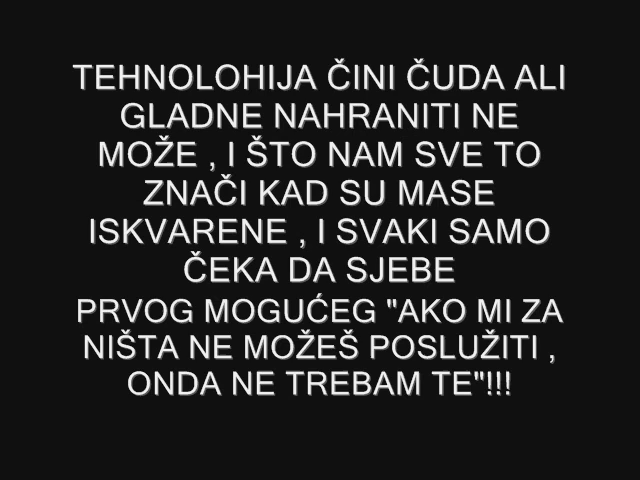 TEHNOLOHIJA ČINI ČUDA ALI
GLADNE NAHRANITI NE
MOŽE , I ŠTO NAM SVE TO
ZNAČI KAD SU MASE
ISKVARENE , I SVAKI SAMO
ČEKA DA SJEBE
PRVOG MOGUĆEG "AKO MI ZA
NIŠTA NE MOŽEŠ POSLUŽITI ,
ONDA NE TREBAM TE"!!!